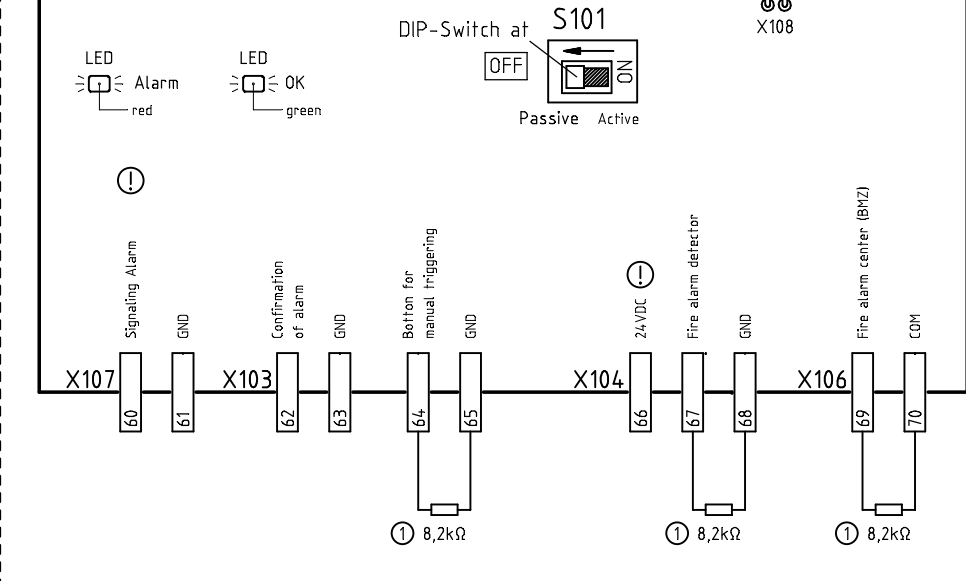 S101
X108
DIP-Switch at
OFF
ON
Passive Active
LED
Alarm
red
LED
OK
green
!
Signaling Alarm
GND
Confirmation
of alarm
GND
Botton for
manual triggering
GND
!
24VDC
Fire alarm detector
GND
Fire alarm center (BMZ)
COM
X107
X103
X104
X106
60
61
62
63
64
65
66
67
68
69
70
1 8,2kΩ
1 8,2kΩ
1 8,2kΩ